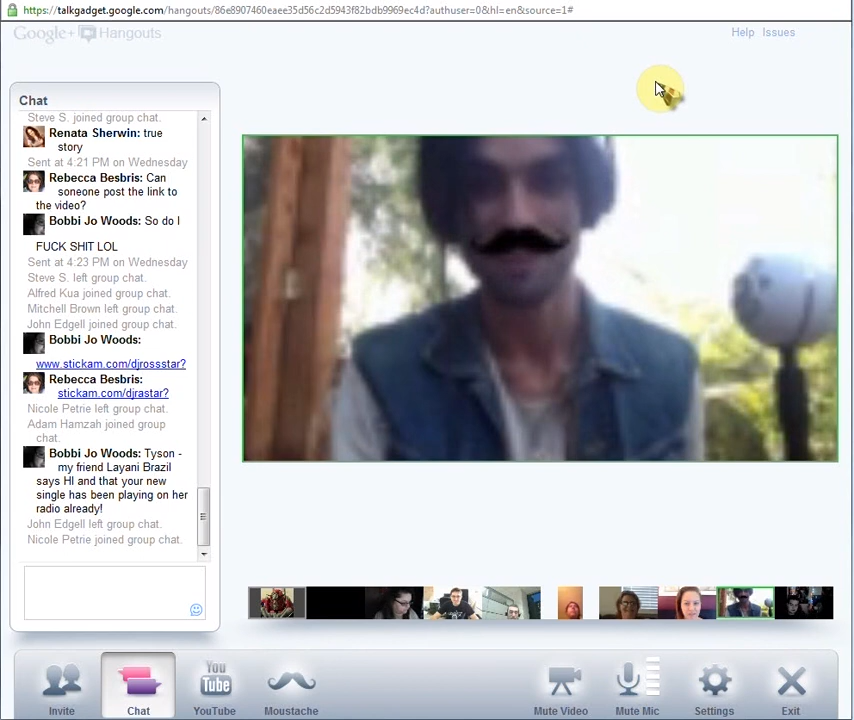 https://talkgadget.google.com/hangouts/86e8907460eaee35d56c2d5943f82bdb9969ec4d?authuser=0&hl=en&source=1#
Google+ Hangouts
Help Issues
Chat
Steve S. joined group chat.
Renata Sherwin: true
story
Sent at 4:21 PM on Wednesday
Rebecca Besbris: Can
someone post the link to
the video?
Bobbi Jo Woods: So do I
FUCK SHIT LOL
Sent at 4:23 PM on Wednesday
Steve S. left group chat.
Alfred Kua joined group chat.
Mitchell Brown left group chat.
John Edgell joined group chat.
Bobbi Jo Woods:
www.stickam.com/djrossstar?
Rebecca Besbris:
stickam.com/djrastar?
Nicole Petrie left group chat.
Adam Hamzah joined group
chat.
Bobbi Jo Woods: Tyson -
my friend Layani Brazil
says HI and that your new
single has been playing on her
radio already!
John Edgell left group chat.
Nicole Petrie joined group chat.
Invite
Chat
You
Tube
YouTube
Moustache
Mute Video
Mute Mic
Settings
Exit